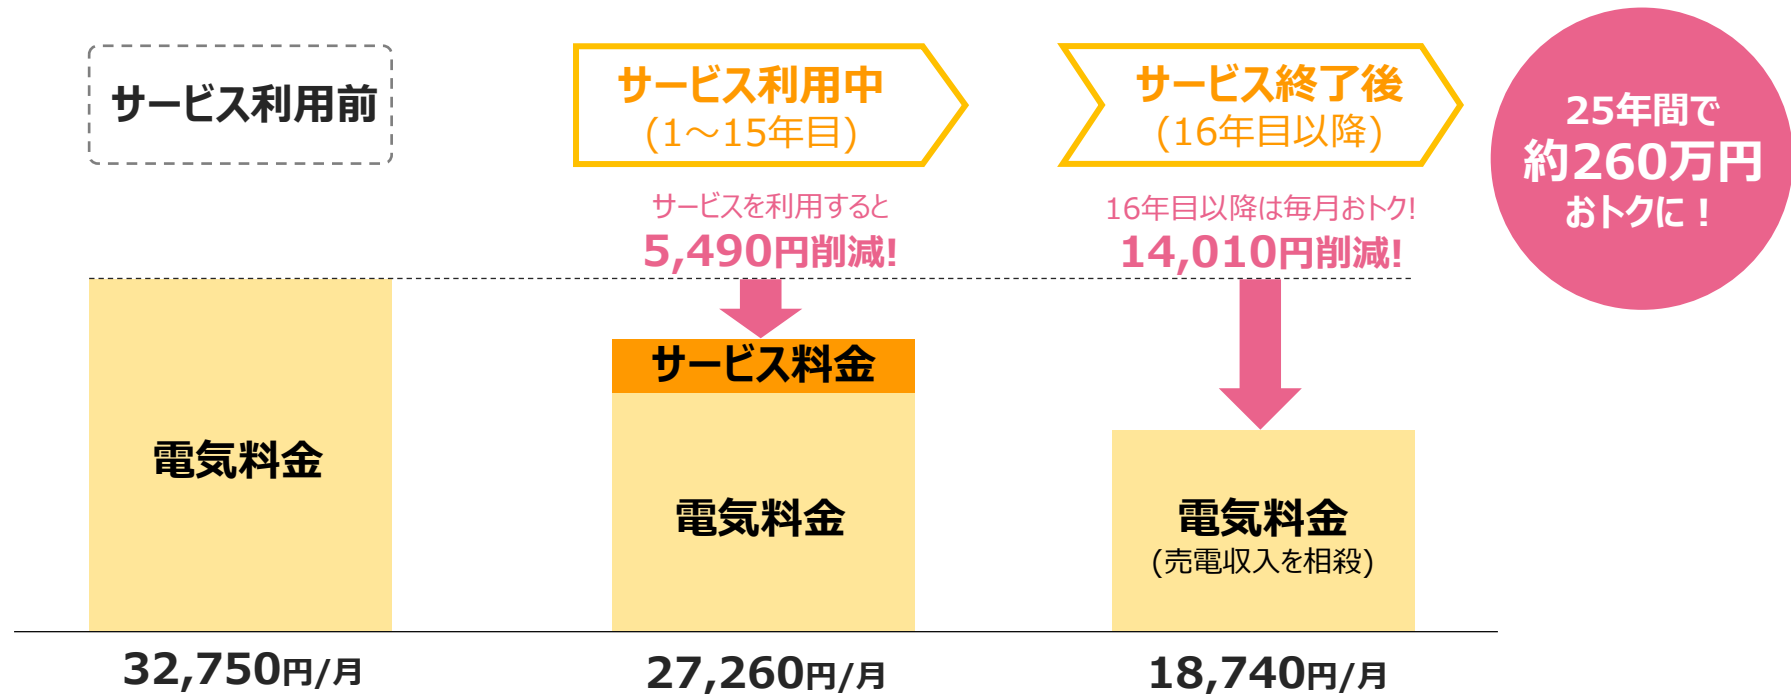 サービス利用前
サービス利用中
(1～15年目)
サービス終了後
(16年目以降)
25年間で
約260万円
おトクに！
サービスを利用すると
5,490円削減!
16年目以降は毎月おトク!
14,010円削減!
電気料金
サービス料金
電気料金
電気料金
(売電収入を相殺)
32,750円/月
27,260円/月
18,740円/月